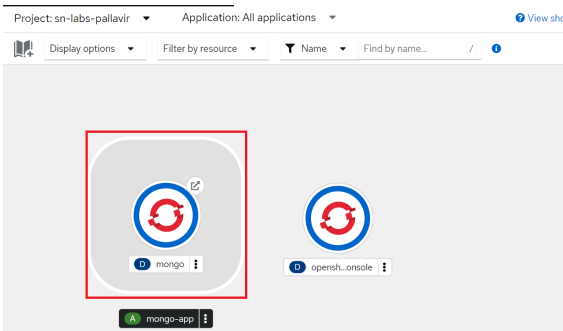 Project: sn-labs-pallavir Application: All applications View sho
Display options Filter by resource Name Find by name... /
D mongo
D opensh...onsole
A mongo-app